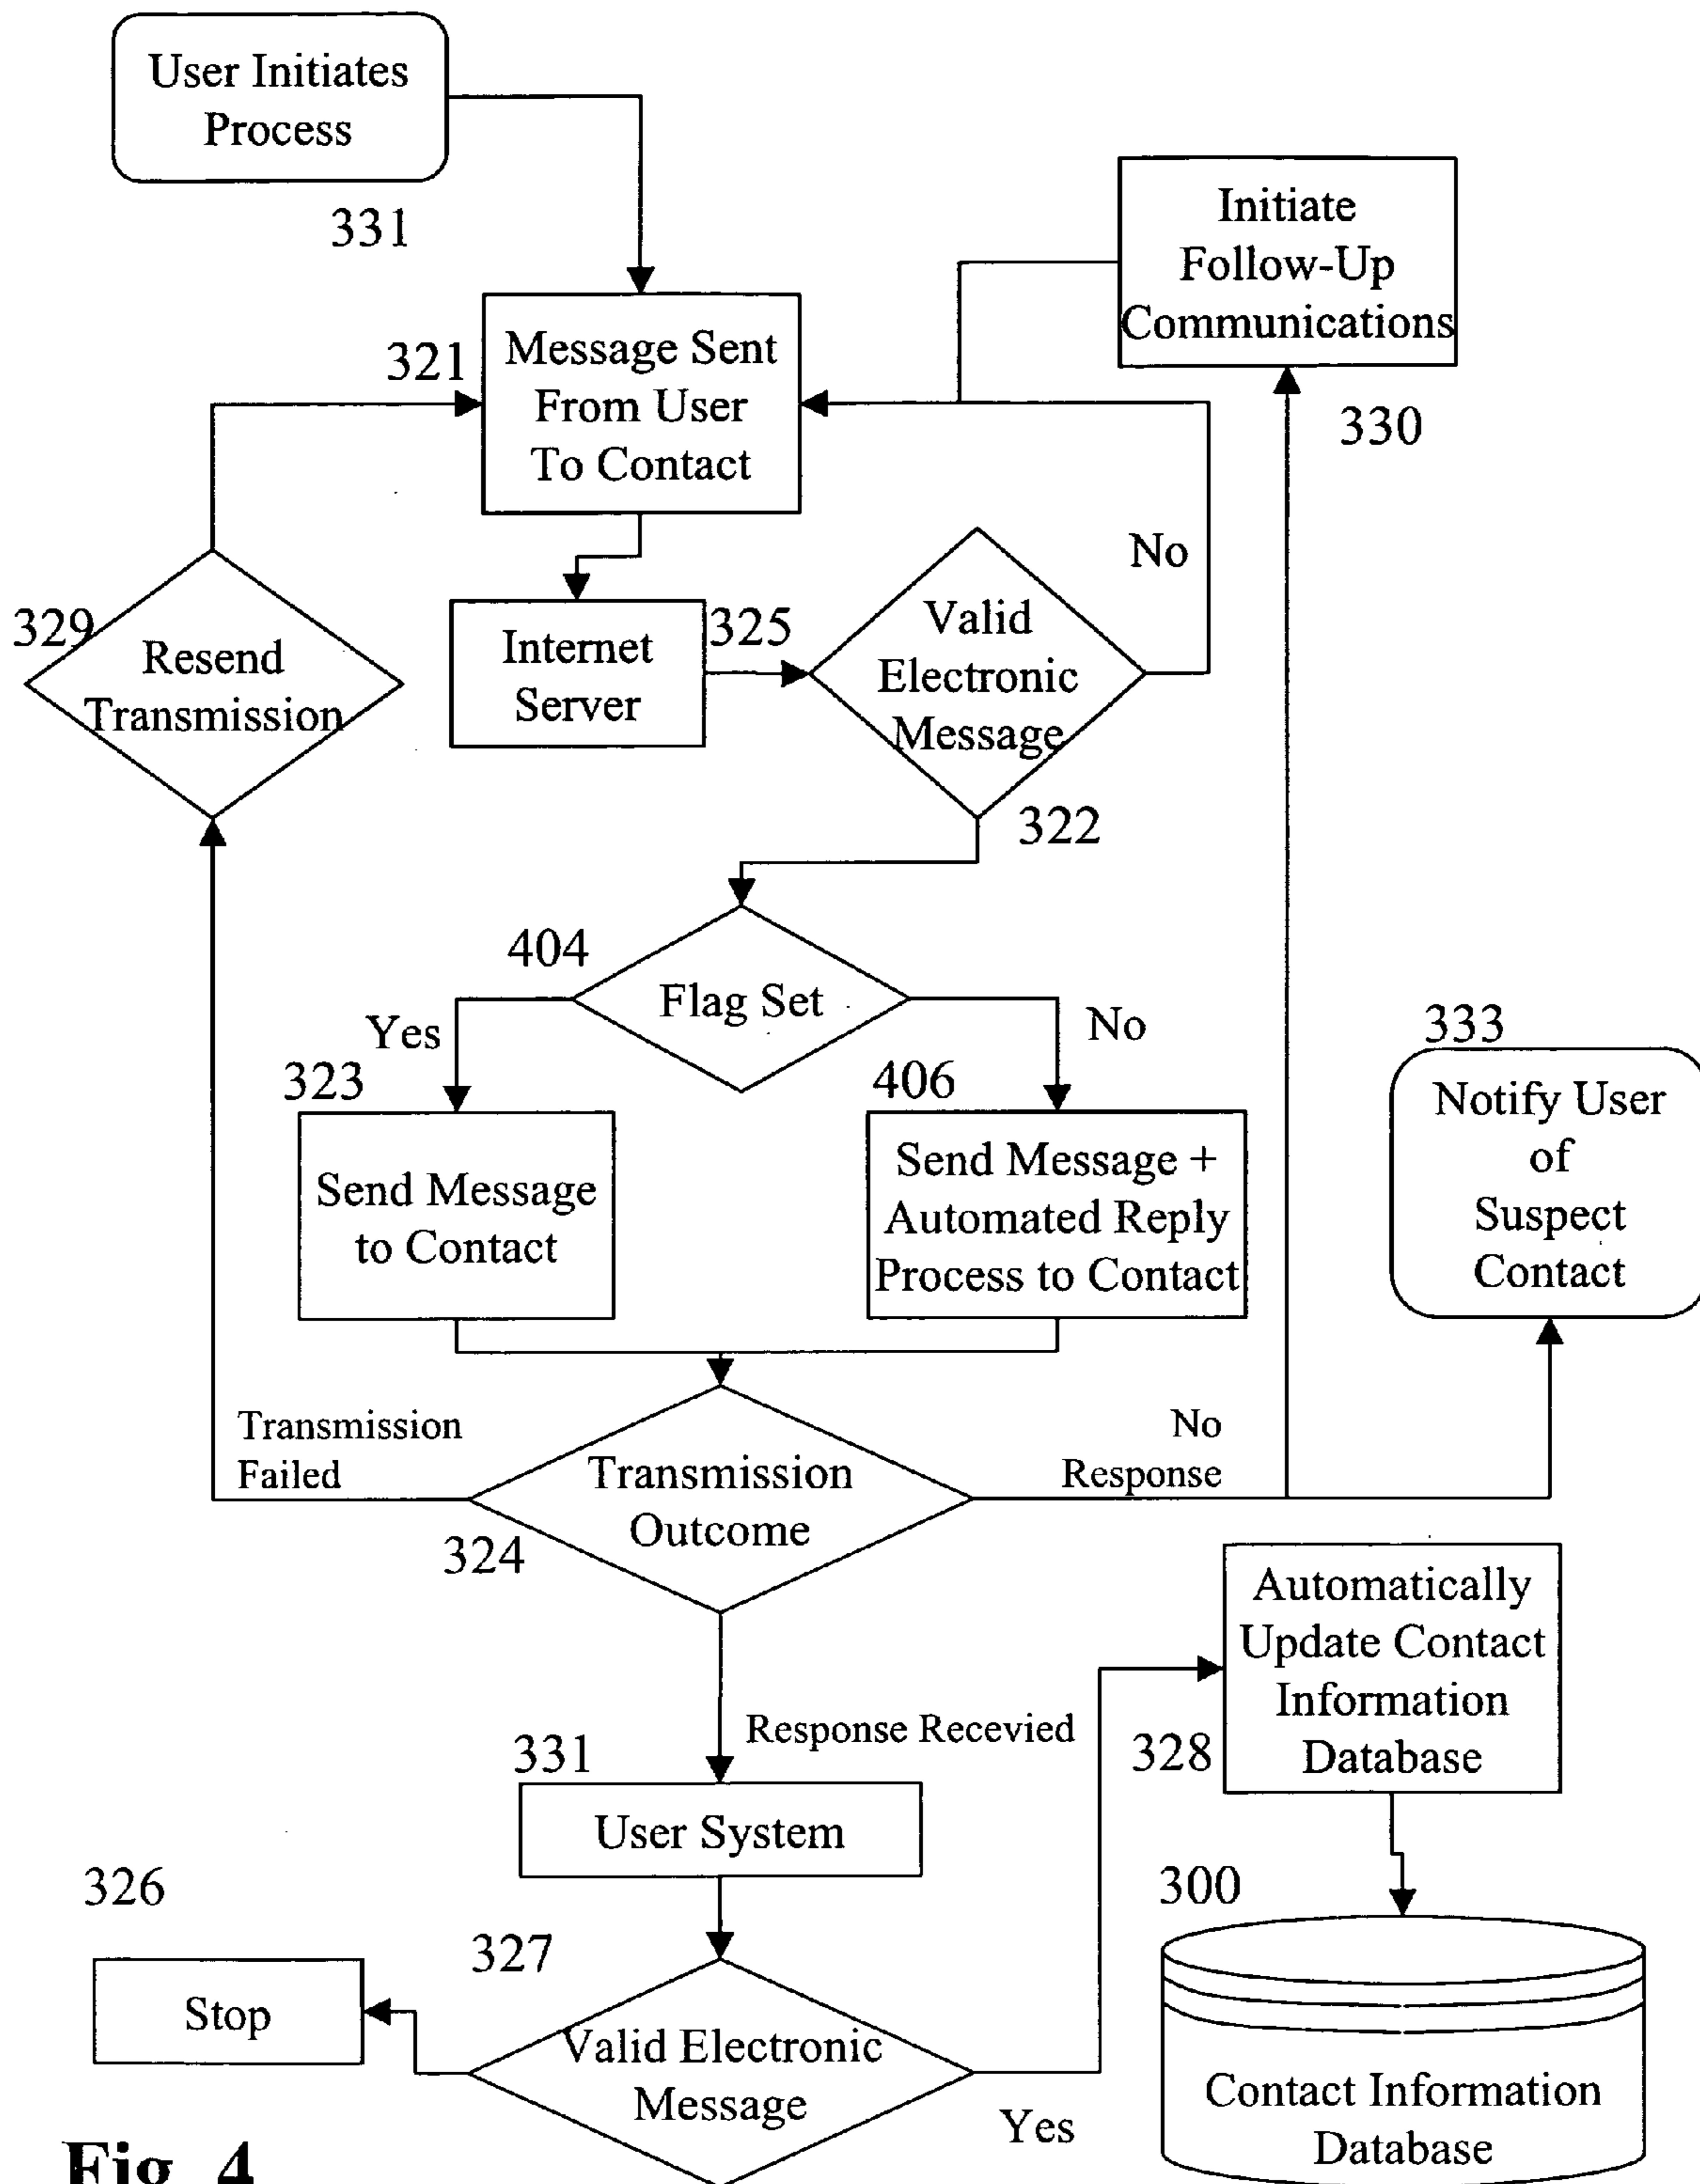 User Initiates
Process
331
Initiate
Follow-Up
Communications
330
321
Message Sent
From User
To Contact
No
329
Resend
Transmission
Internet
Server
325
Valid
Electronic
Message
322
404
Flag Set
Yes
No
323
Send Message
to Contact
406
Send Message +
Automated Reply
Process to Contact
333
Notify User
of
Suspect
Contact
Transmission
Failed
Transmission
Outcome
324
No
Response
Response Recevied
331
User System
Automatically
Update Contact
Information
Database
328
326
Stop
327
Valid Electronic
Message
Yes
300
Contact Information
Database
Fig. 4